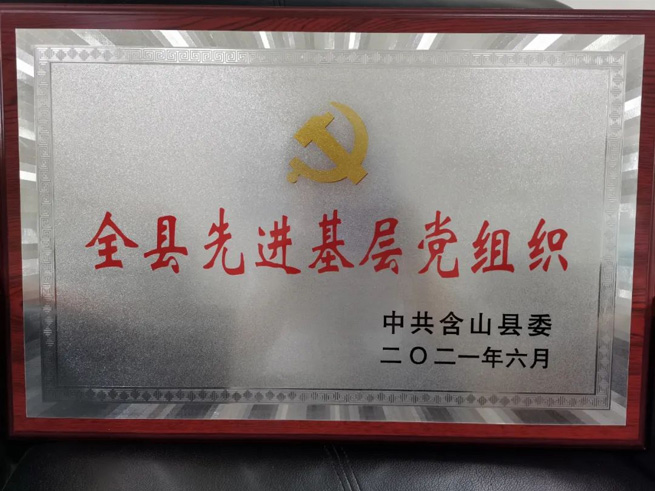 全县先进基层党组织
中共含山县委
二〇二一年六月